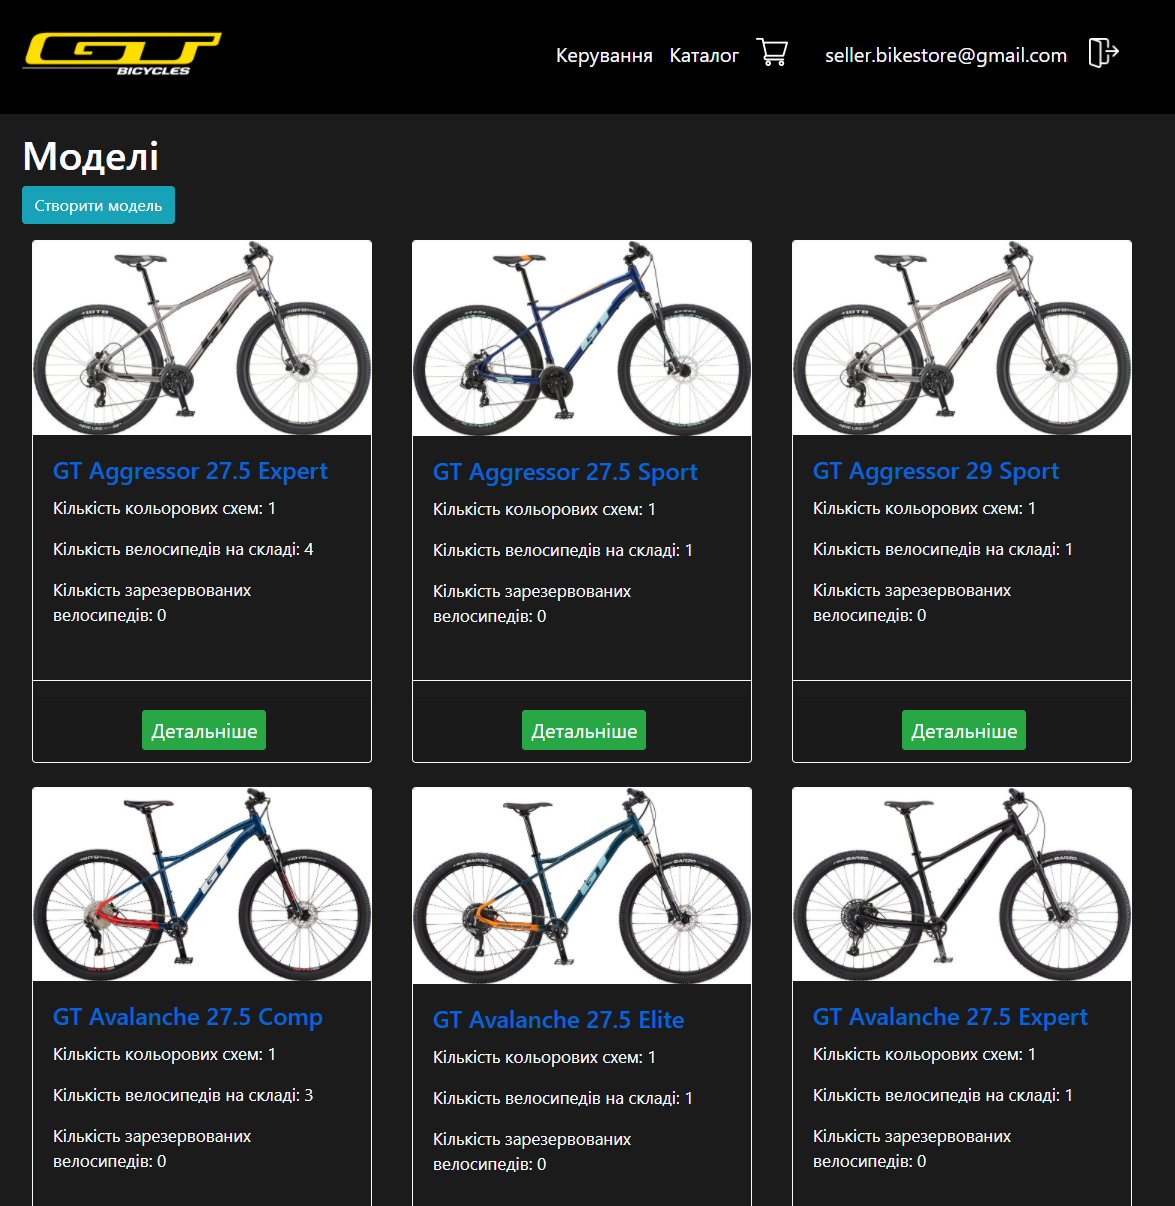 GT
BICYCLES
Керування Каталог seller.bikestore@gmail.com
Моделі
Створити модель
GT Aggressor 27.5 Expert
Кількість кольорових схем: 1
Кількість велосипедів на складі: 4
Кількість зарезервованих
велосипедів: 0
Детальніше
GT Aggressor 27.5 Sport
Кількість кольорових схем: 1
Кількість велосипедів на складі: 1
Кількість зарезервованих
велосипедів: 0
Детальніше
GT Aggressor 29 Sport
Кількість кольорових схем: 1
Кількість велосипедів на складі: 1
Кількість зарезервованих
велосипедів: 0
Детальніше
GT Avalanche 27.5 Comp
Кількість кольорових схем: 1
Кількість велосипедів на складі: 3
Кількість зарезервованих
велосипедів: 0
GT Avalanche 27.5 Elite
Кількість кольорових схем: 1
Кількість велосипедів на складі: 1
Кількість зарезервованих
велосипедів: 0
GT Avalanche 27.5 Expert
Кількість кольорових схем: 1
Кількість велосипедів на складі: 1
Кількість зарезервованих
велосипедів: 0